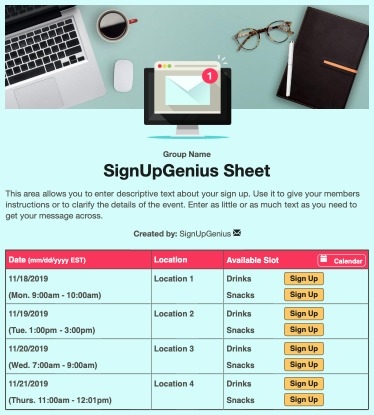 1
Group Name
SignUpGenius Sheet
This area allows you to enter descriptive text about your sign up. Use it to give your members
instructions or to clarify the details of the event. Enter as little or as much text as you need to
get your message across.
Created by: SignUpGenius
Date (mm/dd/yyyy EST) Location Available Slot Calendar
11/18/2019 Location 1 Drinks Sign Up
(Mon. 9:00am - 10:00am) Snacks Sign Up
11/19/2019 Location 2 Drinks Sign Up
(Tue. 1:00pm - 3:00pm) Snacks Sign Up
11/20/2019 Location 3 Drinks Sign Up
(Wed. 7:00am - 9:00am) Snacks Sign Up
11/21/2019 Location 4 Drinks Sign Up
(Thurs. 11:00am - 12:01pm) Snacks Sign Up